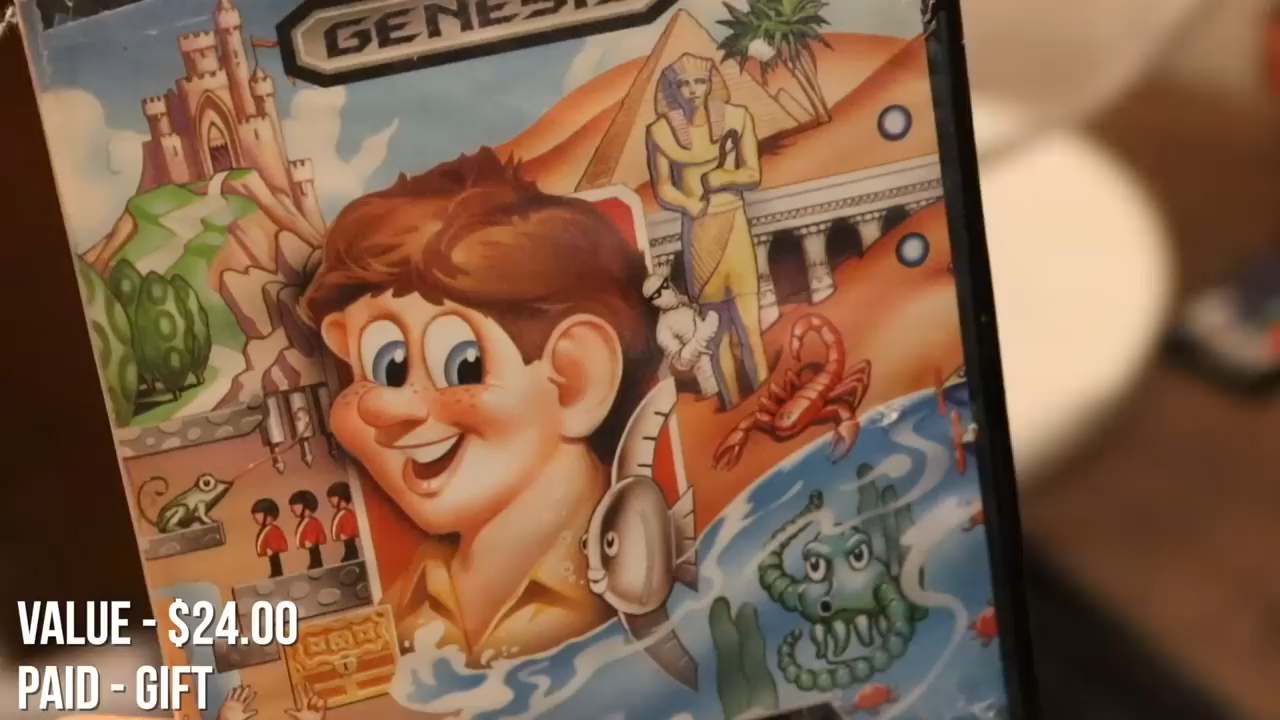 GENESIS
VALUE - $24.00
PAID - GIFT